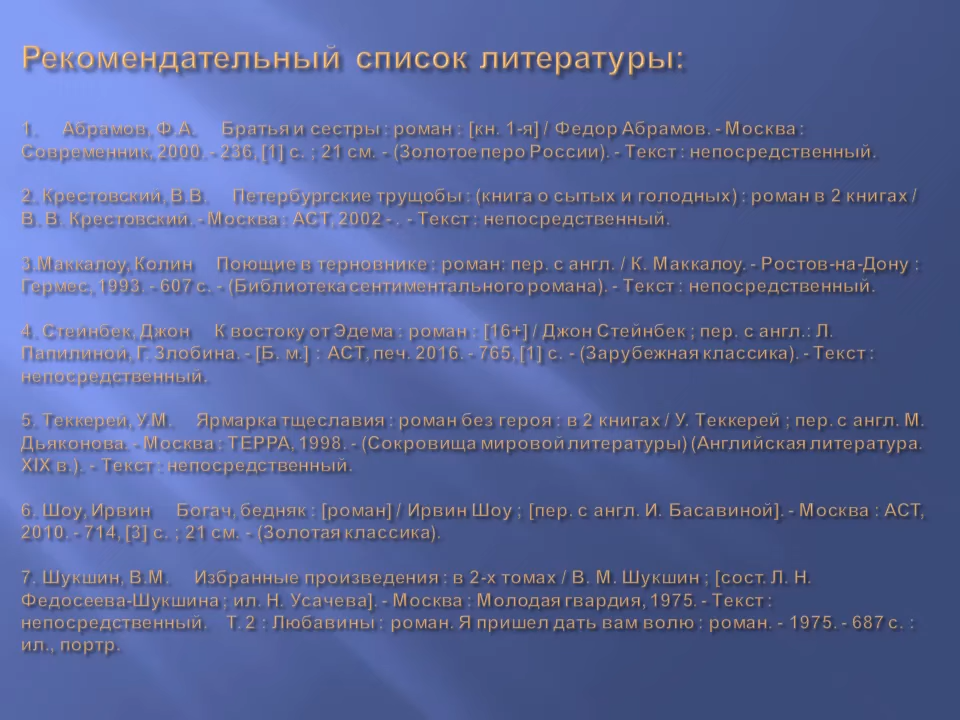 Рекомендательный список литературы:
1. Абрамов, Ф.А. Братья и сестры : роман : [кн. 1-я] / Федор Абрамов. - Москва :
Современник, 2000. - 236, [1] с. ; 21 см. - (Золотое перо России). - Текст : непосредственный.
2. Крестовский, В.В. Петербургские трущобы : (книга о сытых и голодных) : роман в 2 книгах /
В. В. Крестовский. - Москва : АСТ, 2002 - . - Текст : непосредственный.
3.Маккалоу, Колин Поющие в терновнике : роман: пер. с англ. / К. Маккалоу. - Ростов-на-Дону :
Гермес, 1993. - 607 с. - (Библиотека сентиментального романа). - Текст : непосредственный.
4. Стейнбек, Джон К востоку от Эдема : роман : [16+] / Джон Стейнбек ; пер. с англ.: Л.
Папилиной, Г. Злобина. - [Б. м.] : АСТ, печ. 2016. - 765, [1] с. - (Зарубежная классика). - Текст :
непосредственный.
5. Теккерей, У.М. Ярмарка тщеславия : роман без героя : в 2 книгах / У. Теккерей ; пер. с англ. М.
Дьяконова. - Москва : ТЕРРА, 1998. - (Сокровища мировой литературы) (Английская литература.
XIX в.). - Текст : непосредственный.
6. Шоу, Ирвин Богач, бедняк : [роман] / Ирвин Шоу ; [пер. с англ. И. Басавиной]. - Москва : АСТ,
2010. - 714, [3] с. ; 21 см. - (Золотая классика).
7. Шукшин, В.М. Избранные произведения : в 2-х томах / В. М. Шукшин ; [сост. Л. Н.
Федосеева-Шукшина ; ил. Н. Усачева]. - Москва : Молодая гвардия, 1975. - Текст :
непосредственный. Т. 2 : Любавины : роман. Я пришел дать вам волю : роман. - 1975. - 687 с. :
ил., портр.